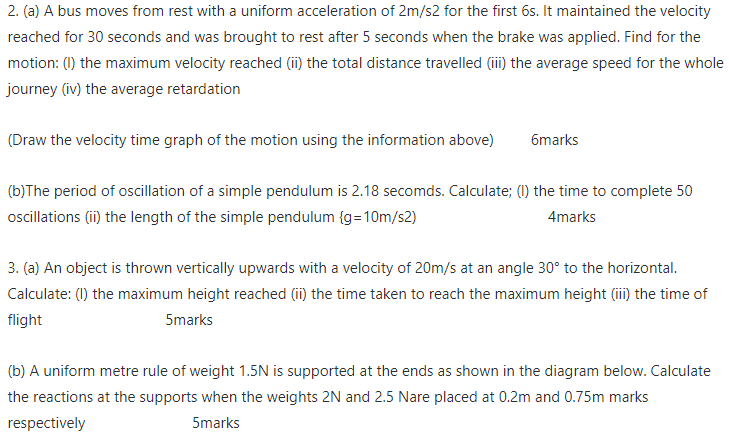 2. (a) A bus moves from rest with a uniform acceleration of 2m/s2 for the first 6s. It maintained the velocity
reached for 30 seconds and was brought to rest after 5 seconds when the brake was applied. Find for the
motion: (I) the maximum velocity reached (ii) the total distance travelled (iii) the average speed for the whole
journey (iv) the average retardation
(Draw the velocity time graph of the motion using the information above) 6marks
(b)The period of oscillation of a simple pendulum is 2.18 secomds. Calculate; (I) the time to complete 50
oscillations (ii) the length of the simple pendulum {g=10m/s2) 4marks
3. (a) An object is thrown vertically upwards with a velocity of 20m/s at an angle 30° to the horizontal.
Calculate: (I) the maximum height reached (ii) the time taken to reach the maximum height (iii) the time of
flight 5marks
(b) A uniform metre rule of weight 1.5N is supported at the ends as shown in the diagram below. Calculate
the reactions at the supports when the weights 2N and 2.5 Nare placed at 0.2m and 0.75m marks
respectively 5marks